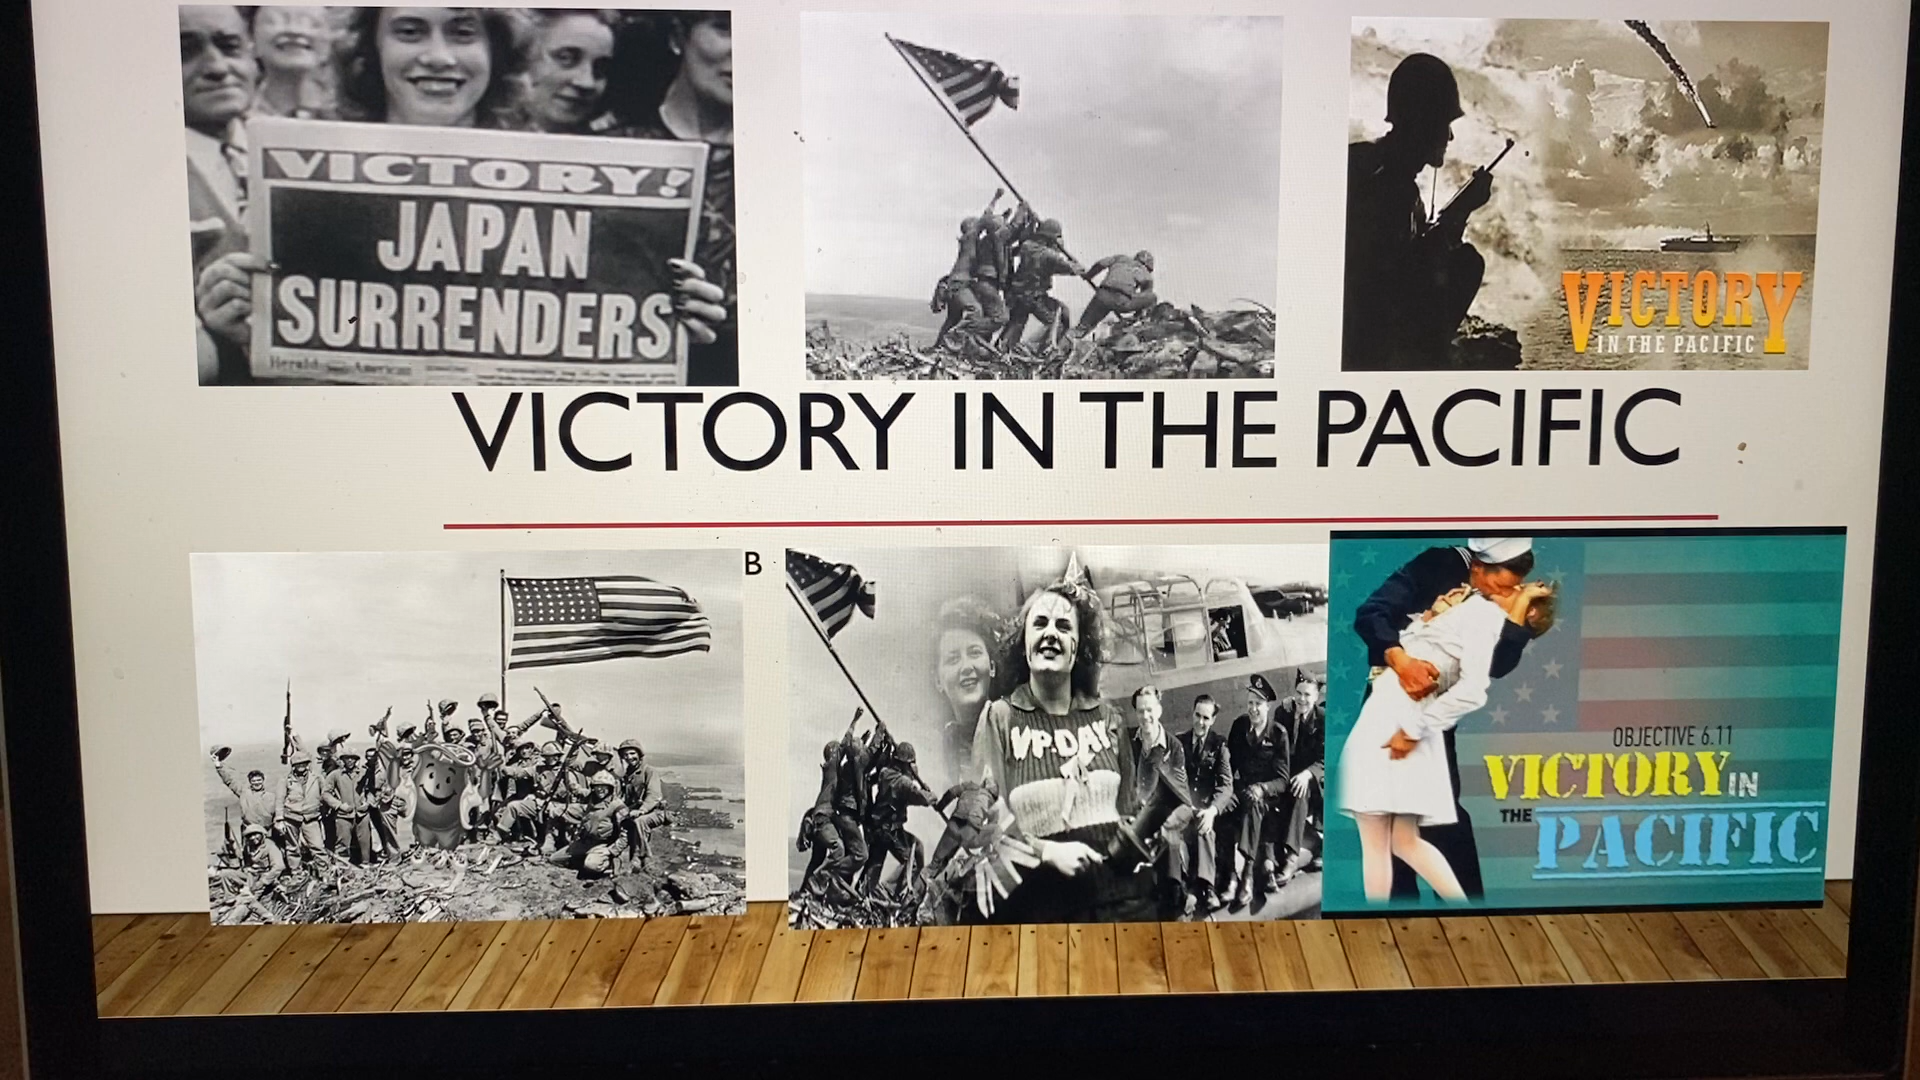 VICTORY!
JAPAN
SURRENDERS
Herald American
VICTORY
IN THE PACIFIC
VICTORY IN THE PACIFIC
B
VP-DAY
OBJECTIVE 6.11
VICTORY IN
THE
PACIFIC